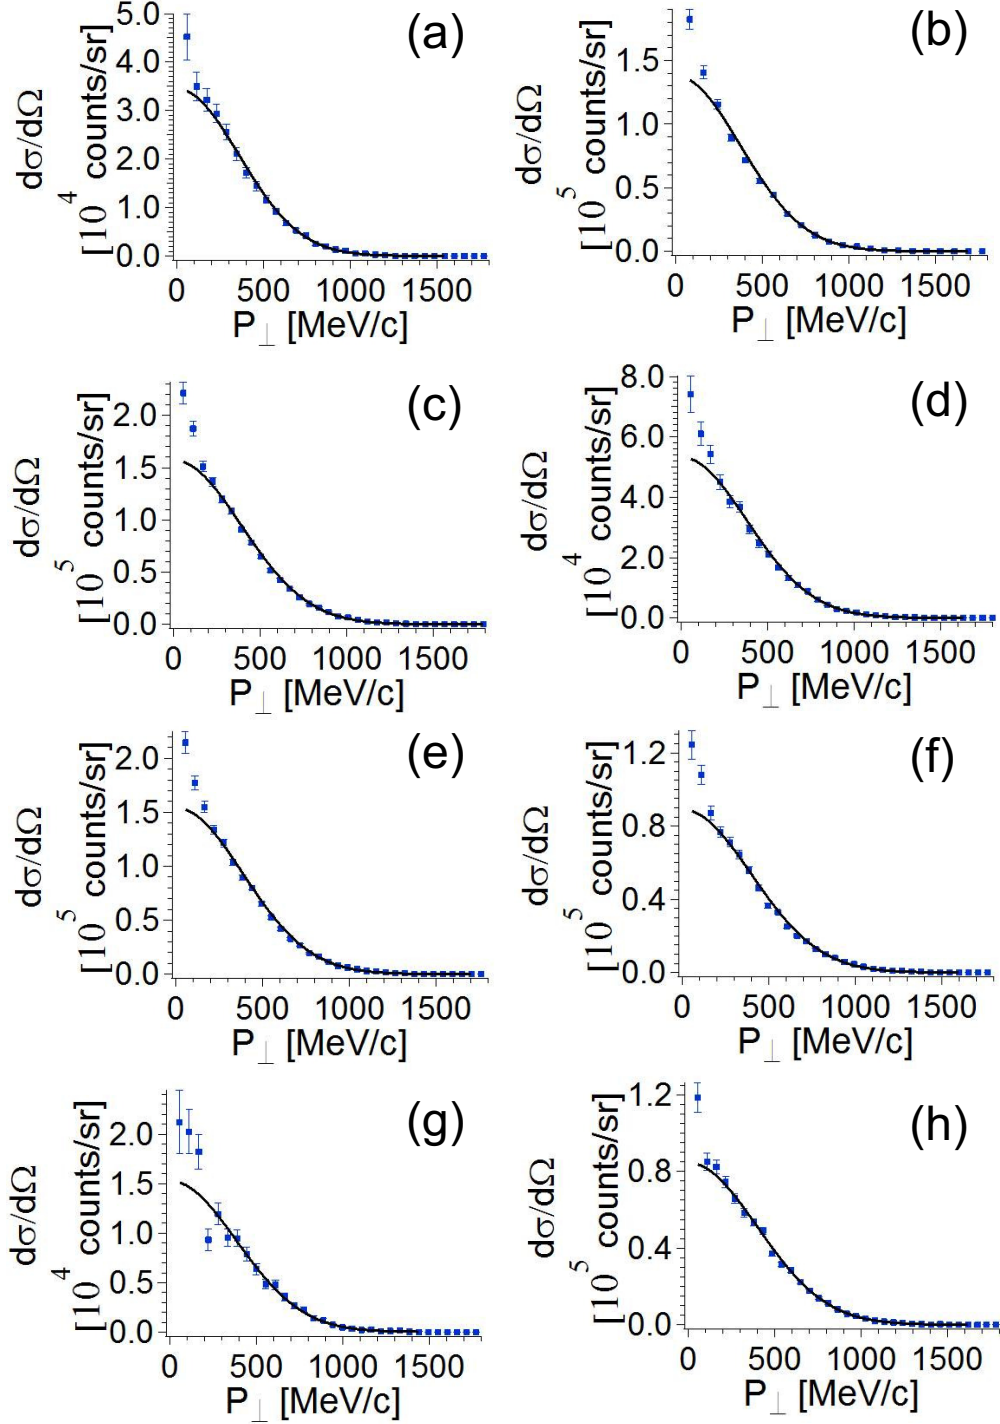 (a)
dσ/dΩ
[10⁴ counts/sr]
5.0
4.0
3.0
2.0
1.0
0.0
0 500 1000 1500
P⊥ [MeV/c]
(b)
dσ/dΩ
[10⁵ counts/sr]
1.5
1.0
0.5
0.0
0 500 1000 1500
P⊥ [MeV/c]
(c)
dσ/dΩ
[10⁵ counts/sr]
2.0
1.5
1.0
0.5
0.0
0 500 1000 1500
P⊥ [MeV/c]
(d)
dσ/dΩ
[10⁴ counts/sr]
8.0
6.0
4.0
2.0
0.0
0 500 1000 1500
P⊥ [MeV/c]
(e)
dσ/dΩ
[10⁵ counts/sr]
2.0
1.5
1.0
0.5
0.0
0 500 1000 1500
P⊥ [MeV/c]
(f)
dσ/dΩ
[10⁵ counts/sr]
1.2
0.8
0.4
0.0
0 500 1000 1500
P⊥ [MeV/c]
(g)
dσ/dΩ
[10⁴ counts/sr]
2.0
1.5
1.0
0.5
0.0
0 500 1000 1500
P⊥ [MeV/c]
(h)
dσ/dΩ
[10⁵ counts/sr]
1.2
0.8
0.4
0.0
0 500 1000 1500
P⊥ [MeV/c]